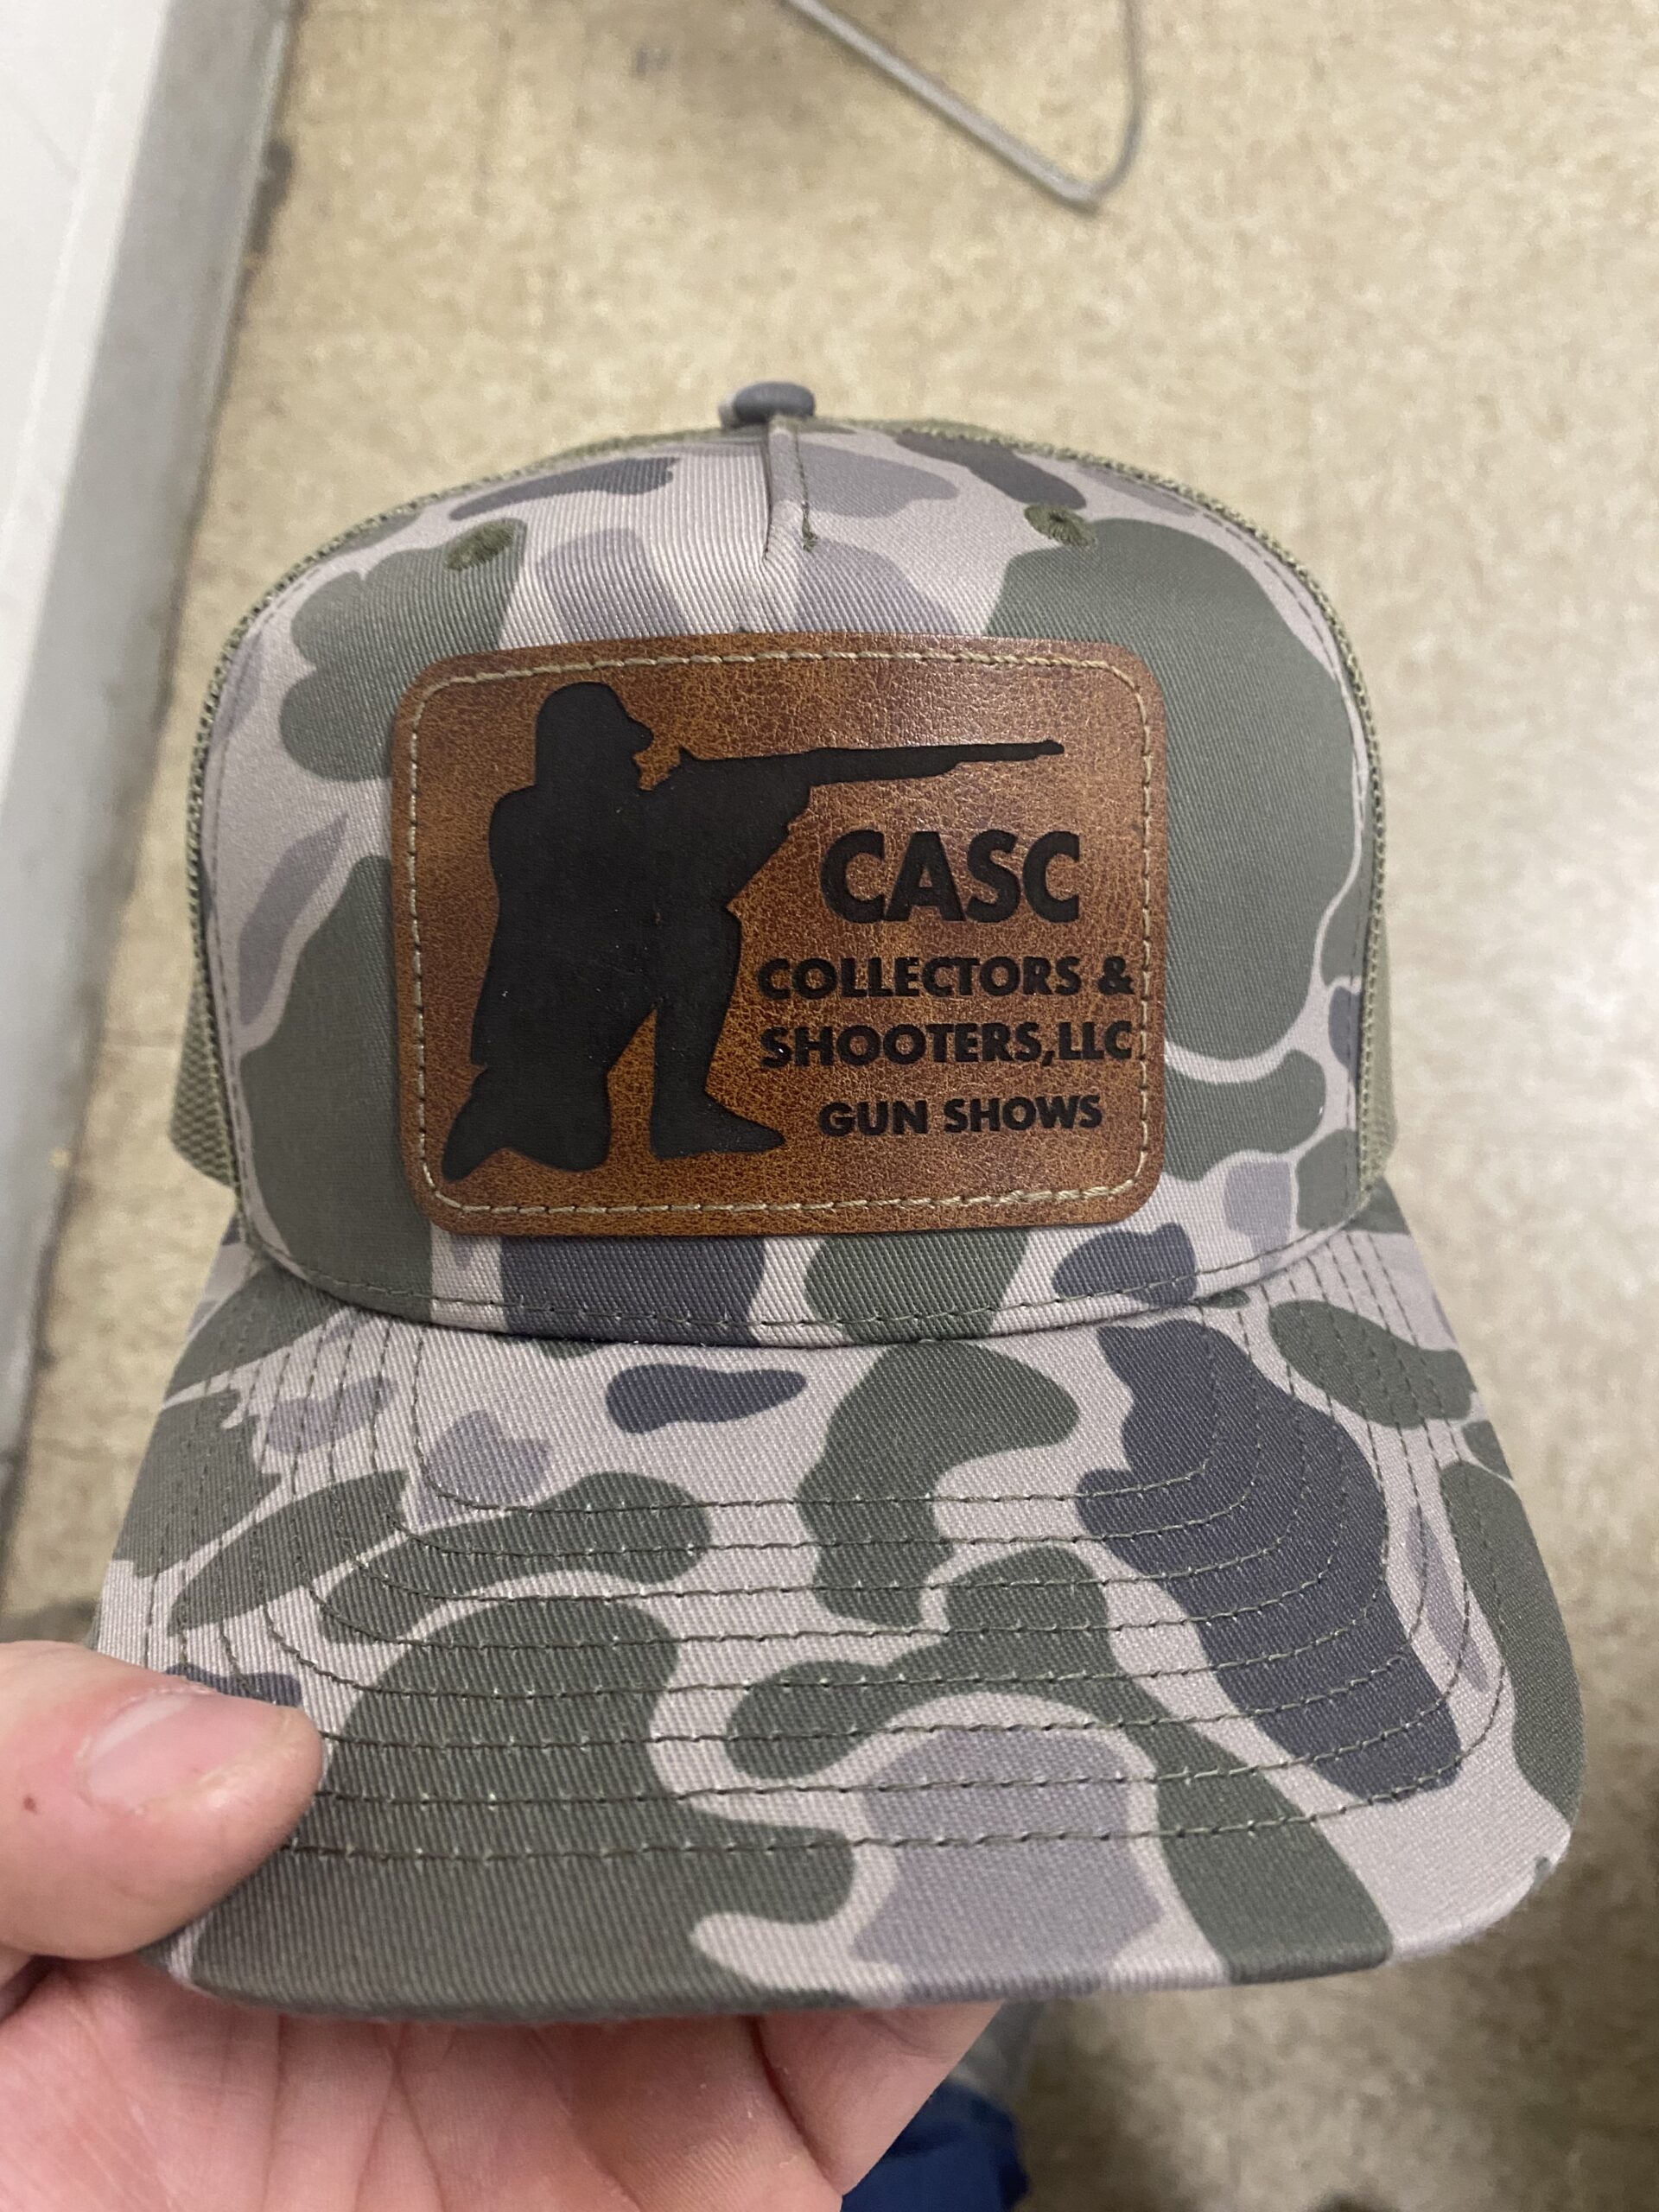 CASC
COLLECTORS &
SHOOTERS, LLC
GUN SHOWS